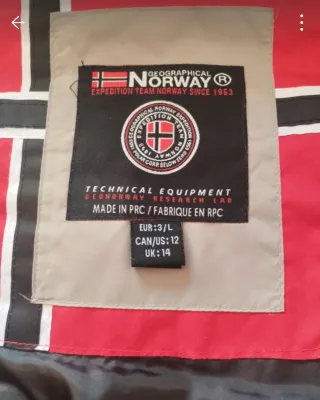 GEOGRAPHICAL
NORWAY®
EXPEDITION TEAM NORWAY SINCE 1953
TECHNICAL EQUIPMENT
GEONORWAY RESEARCH LAB
MADE IN PRC / FABRIQUE EN RPC
EUR:3/L
CAN/US: 12
UK: 14